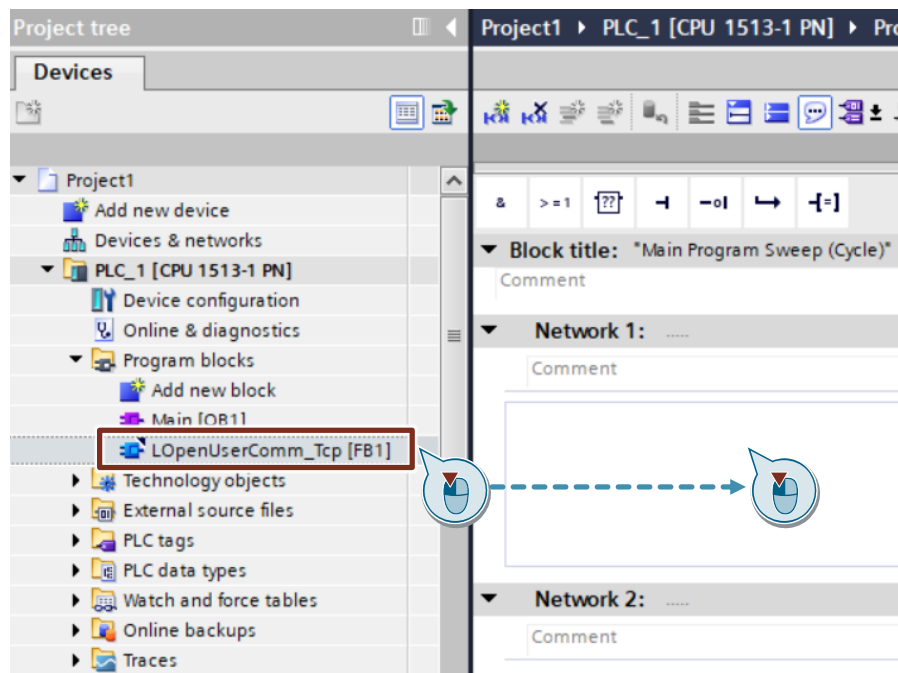 Project tree
Devices
Project1
Add new device
Devices & networks
PLC_1 [CPU 1513-1 PN]
Device configuration
Online & diagnostics
Program blocks
Add new block
Main [OB1]
LOpenUserComm_Tcp [FB1]
Technology objects
External source files
PLC tags
PLC data types
Watch and force tables
Online backups
Traces
Project1 ▸ PLC_1 [CPU 1513-1 PN] ▸ Pro
& >=1 ??
Block title: "Main Program Sweep (Cycle)"
Comment
Network 1: .....
Comment
Network 2: .....
Comment